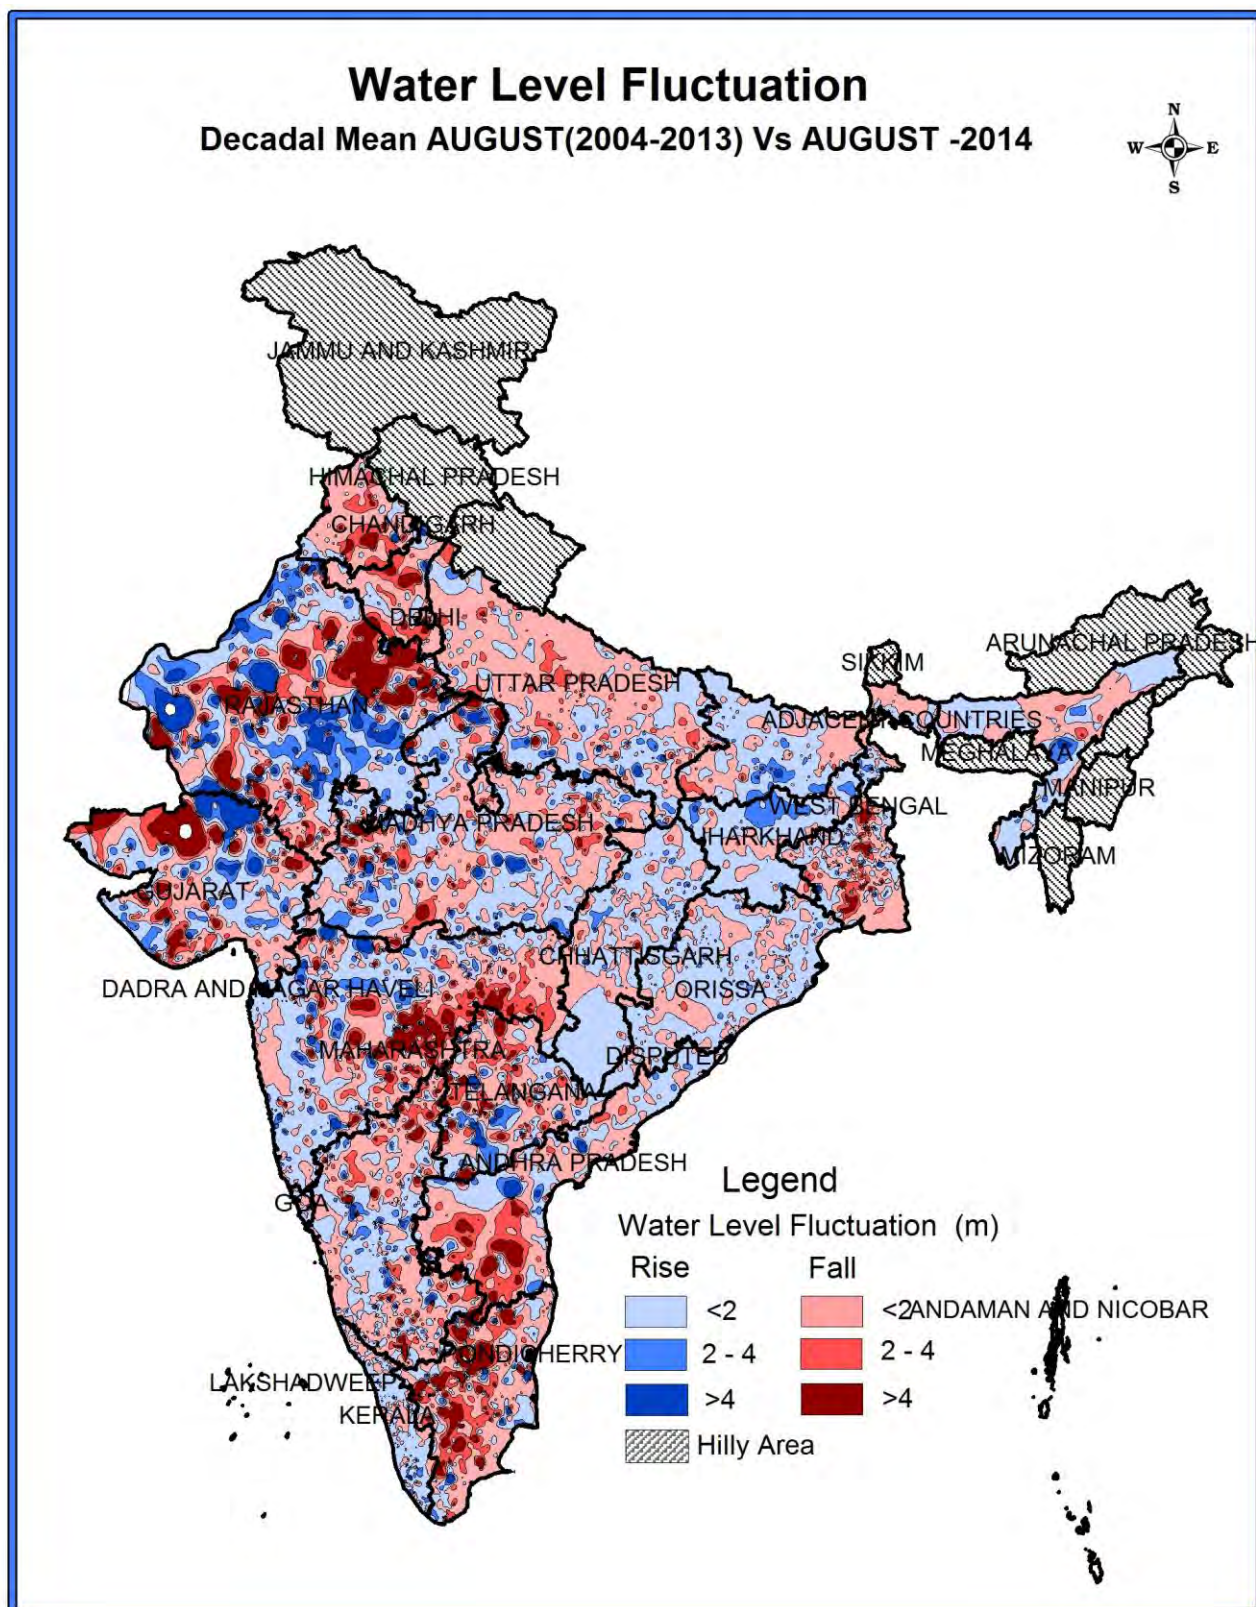 Water Level Fluctuation
Decadal Mean AUGUST(2004-2013) Vs AUGUST -2014
N
W E
S
JAMMU AND KASHMIR
HIMACHAL PRADESH
CHANDIGARH
DELHI
ARUNACHAL PRADESH
SIKKIM
UTTAR PRADESH
RAJASTHAN
ADJACENT COUNTRIES
MEGHALAYA
MANIPUR
WEST BENGAL
MADHYA PRADESH
JHARKHAND
MIZORAM
GUJARAT
CHHATTISGARH
DADRA AND NAGAR HAVELI
ORISSA
MAHARASHTRA
DISPUTED
TELANGANA
ANDHRA PRADESH
GOA
Legend
Water Level Fluctuation (m)
Rise Fall
<2 <2
ANDAMAN AND NICOBAR
2 - 4 2 - 4
PONDICHERRY
LAKSHADWEEP
>4 >4
KERALA
Hilly Area